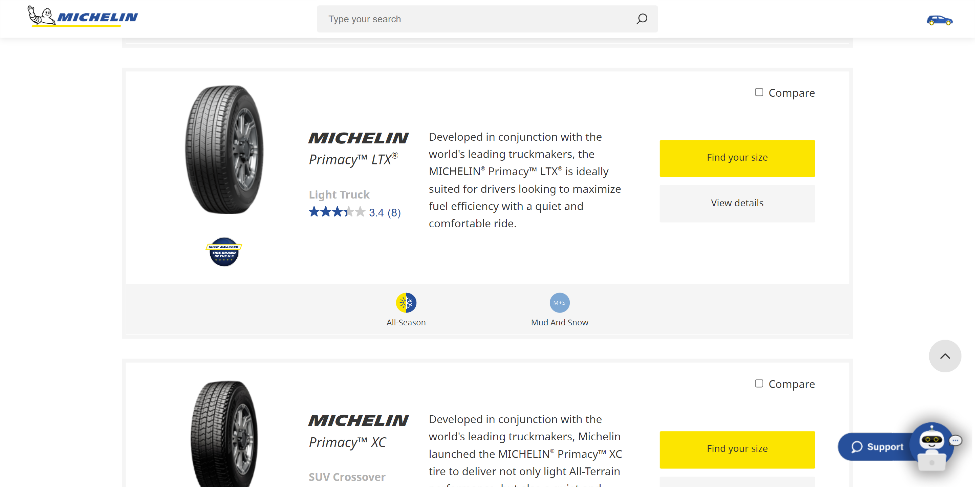 MICHELIN
Type your search
Compare
MICHELIN
Primacy™ LTX®
Light Truck
3.4 (8)
Developed in conjunction with the
world's leading truckmakers, the
MICHELIN® Primacy™ LTX® is ideally
suited for drivers looking to maximize
fuel efficiency with a quiet and
comfortable ride.
Find your size
View details
All-Season
M+S
Mud And Snow
Compare
MICHELIN
Primacy™ XC
SUV Crossover
Developed in conjunction with the
world's leading truckmakers, Michelin
launched the MICHELIN® Primacy™ XC
tire to deliver not only light All-Terrain
Find your size
Support